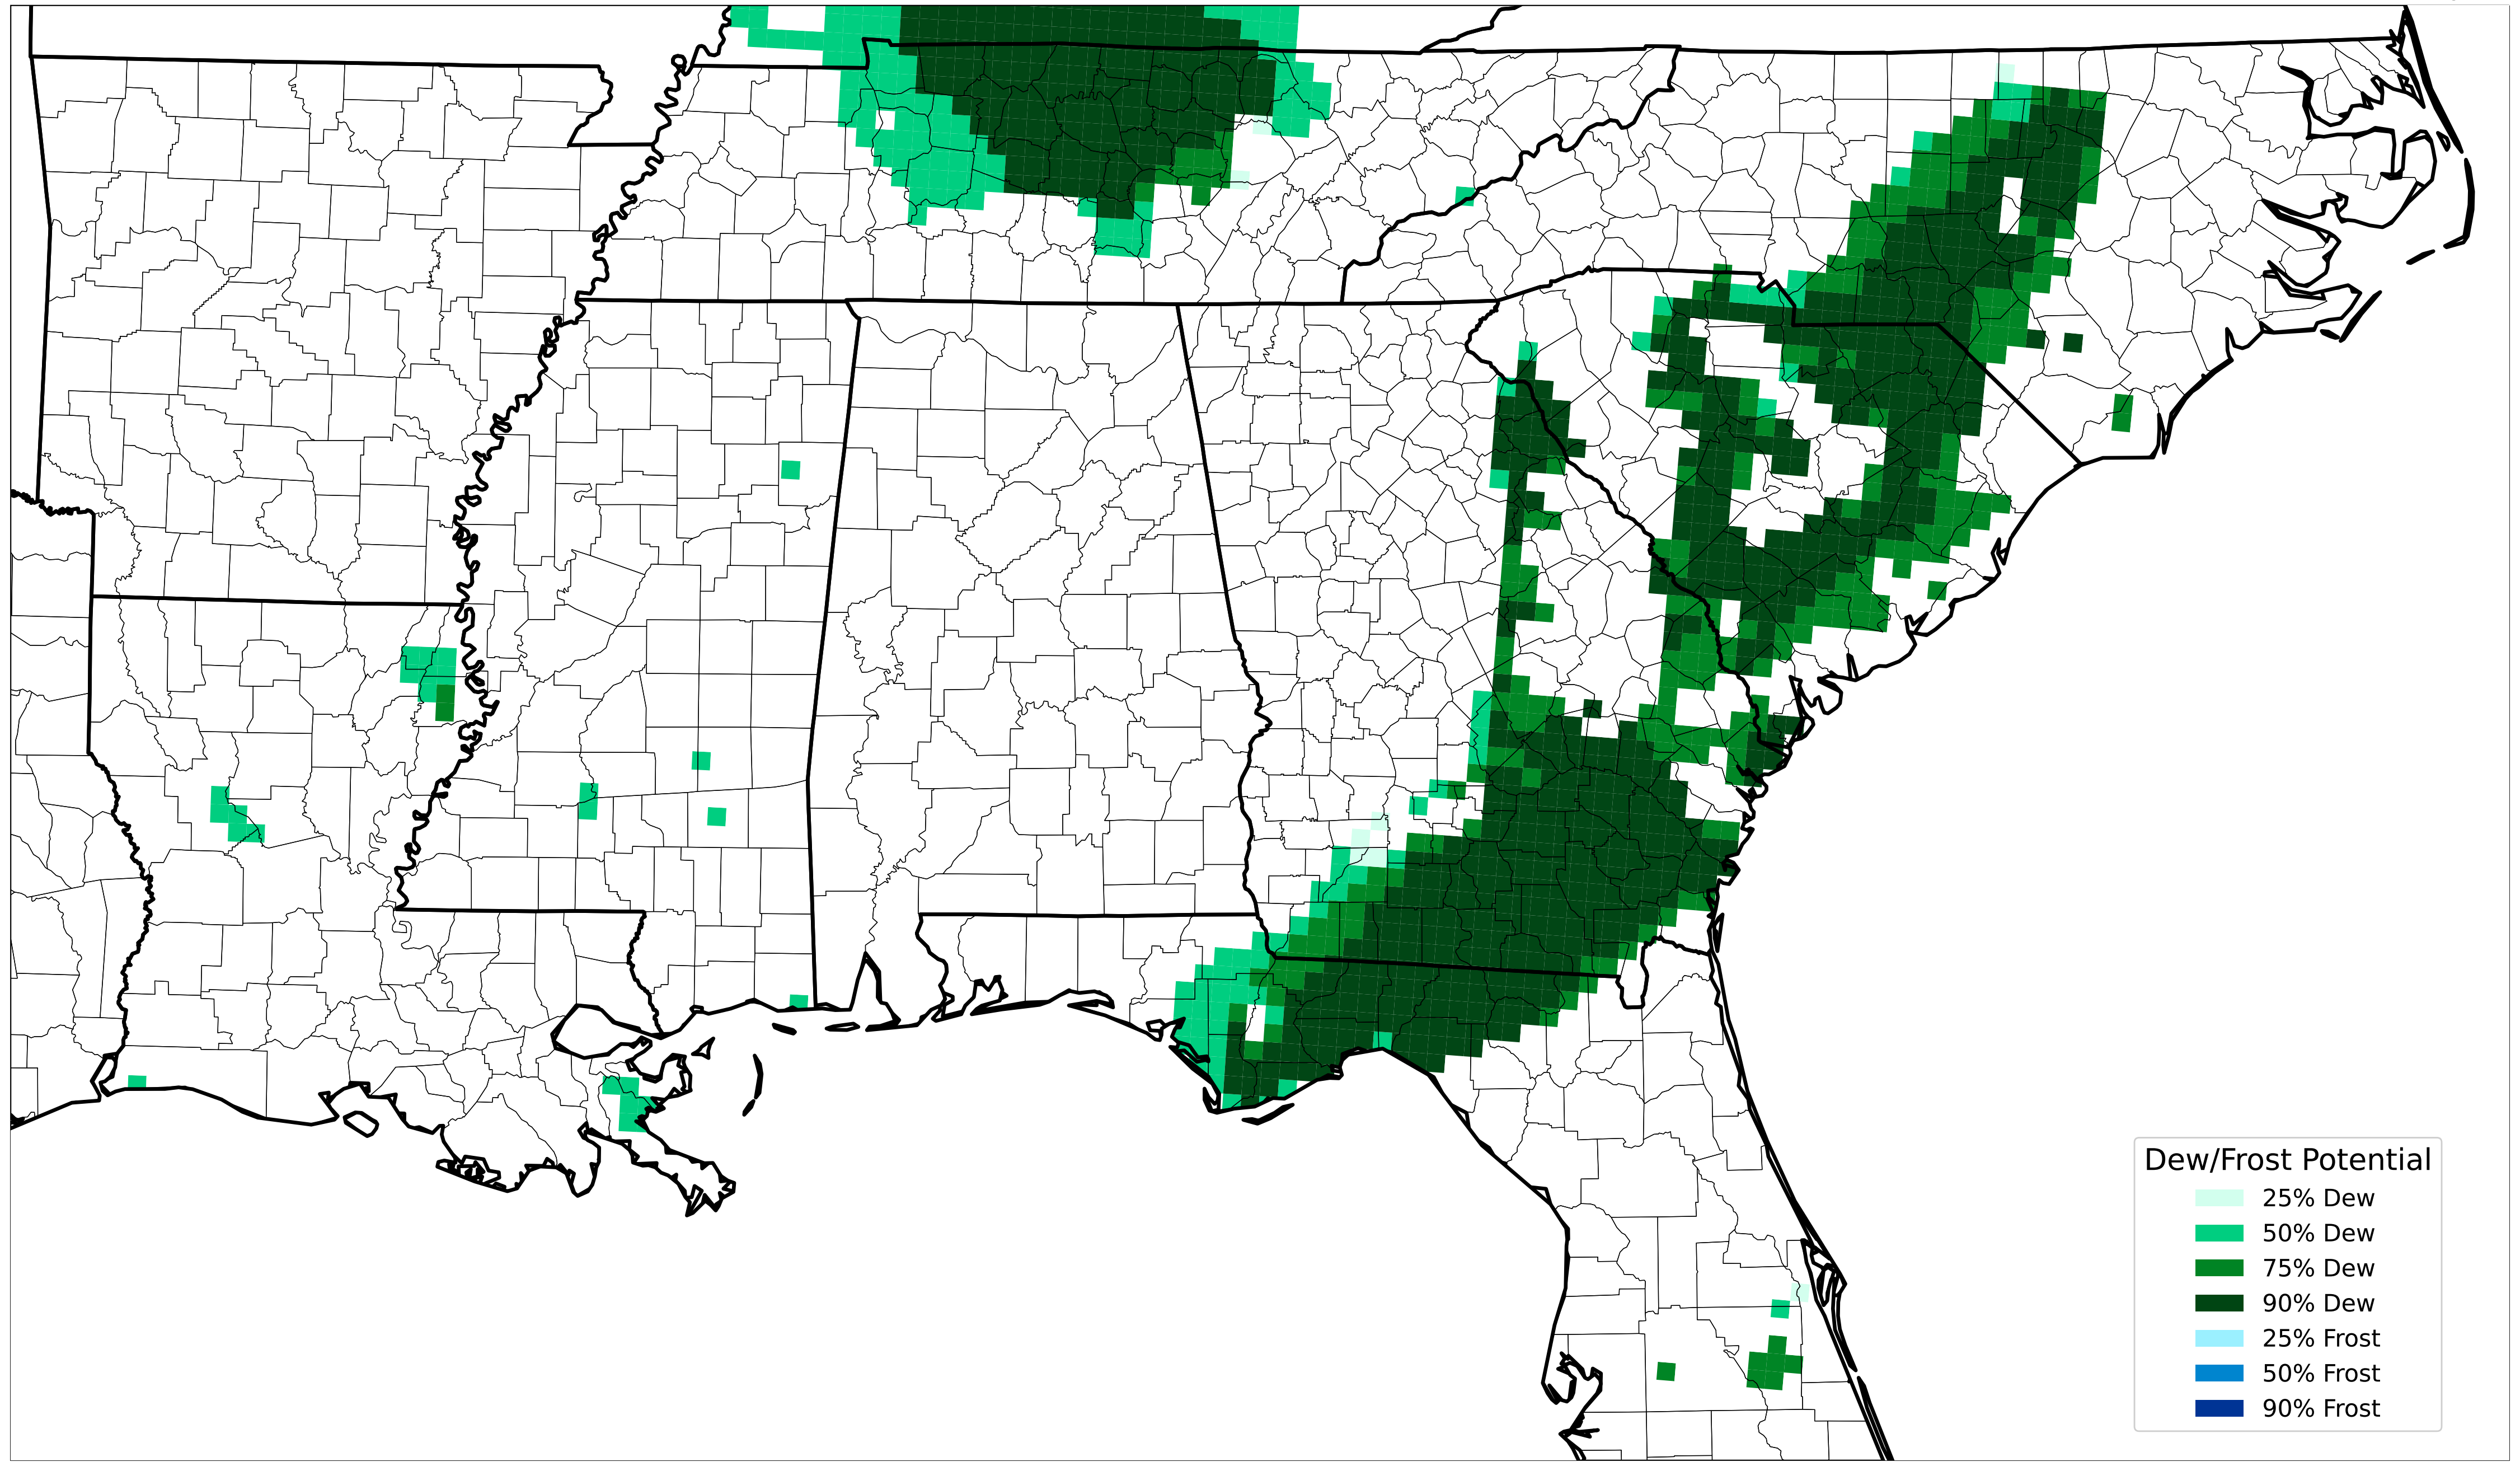 Dew/Frost Potential
25% Dew
50% Dew
75% Dew
90% Dew
25% Frost
50% Frost
90% Frost